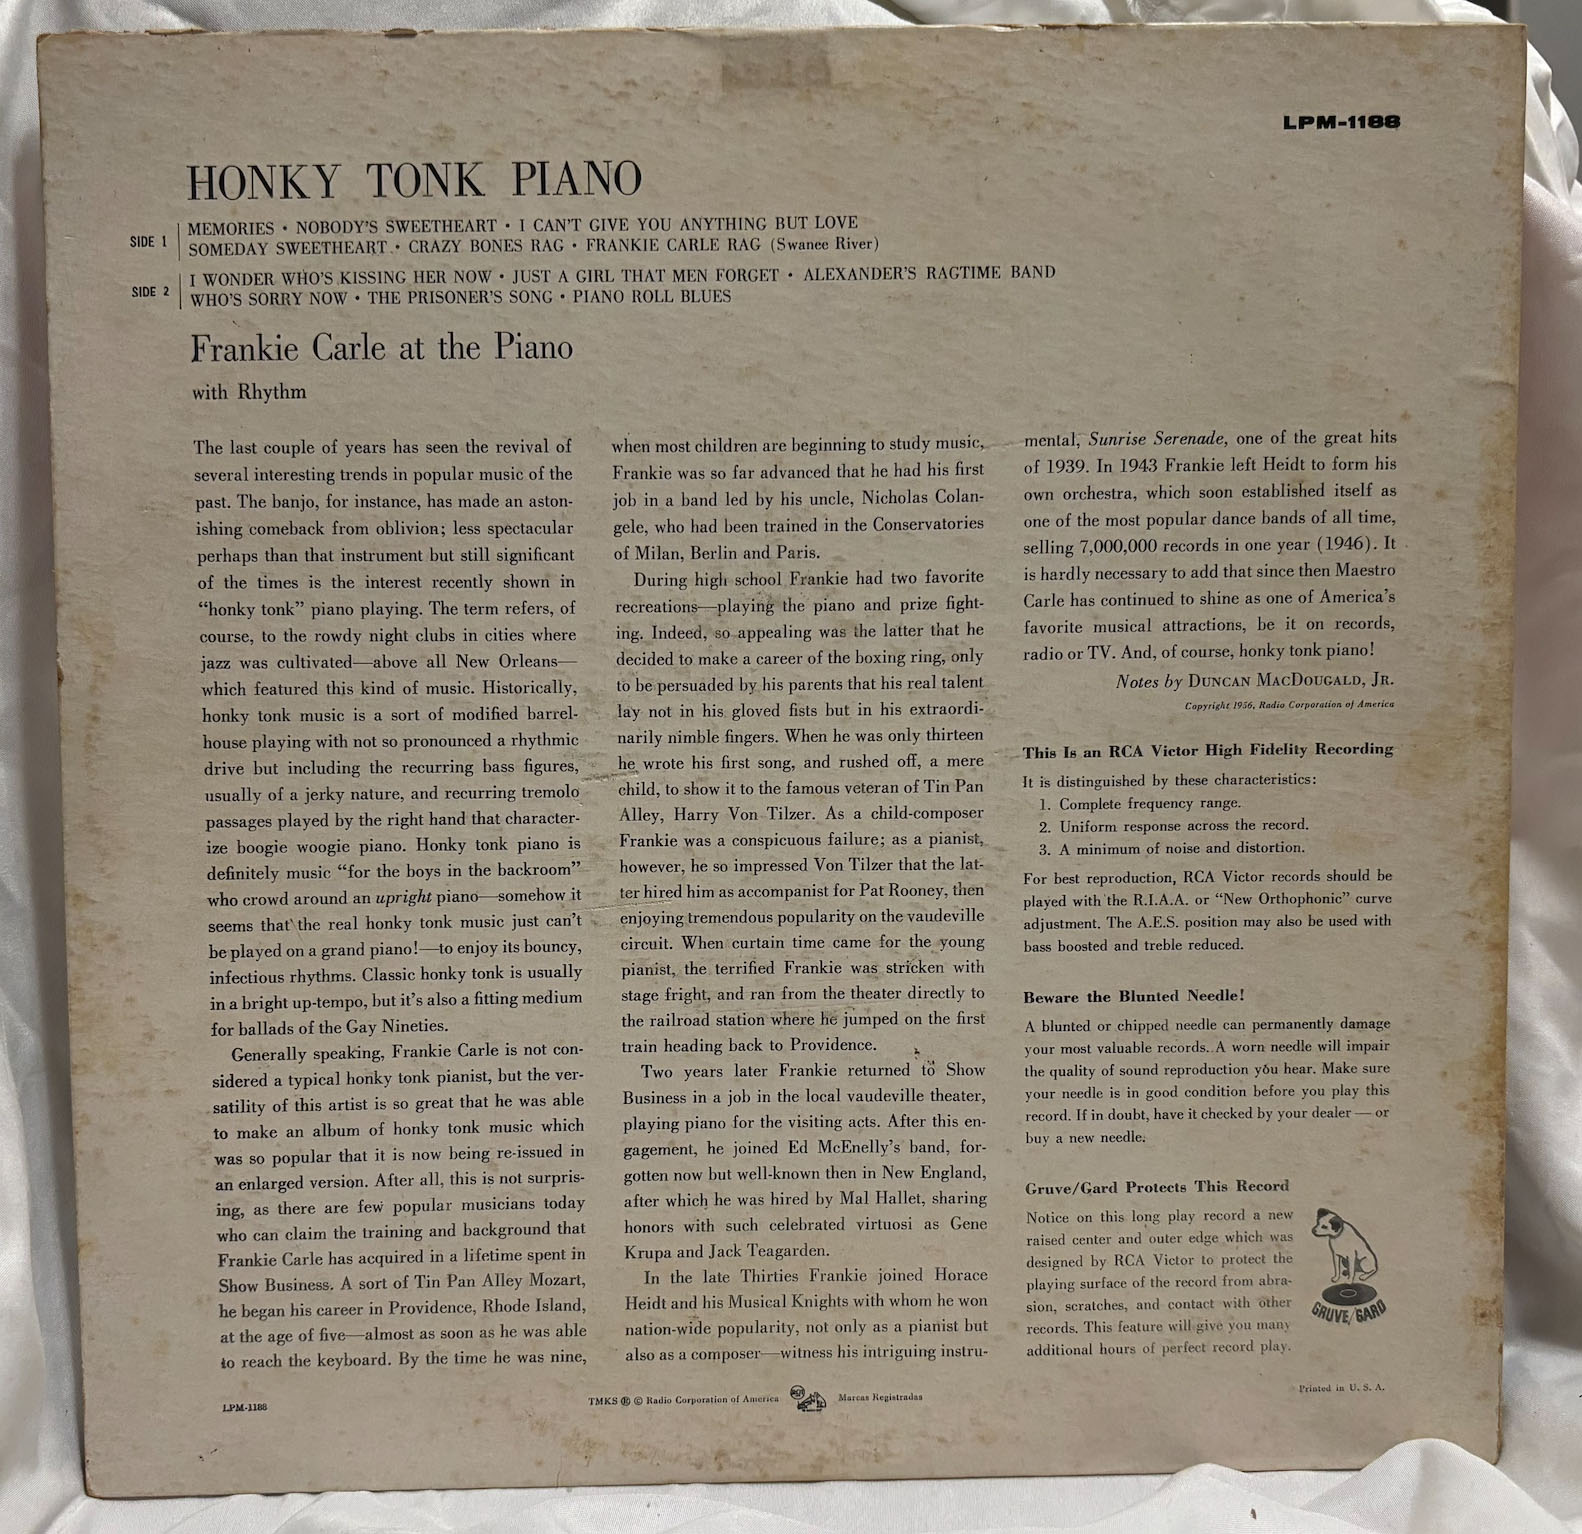 LPM-1188
HONKY TONK PIANO
SIDE 1
MEMORIES • NOBODY'S SWEETHEART • I CAN'T GIVE YOU ANYTHING BUT LOVE
SOMEDAY SWEETHEART • CRAZY BONES RAG • FRANKIE CARLE RAG (Swanee River)
SIDE 2
I WONDER WHO'S KISSING HER NOW • JUST A GIRL THAT MEN FORGET • ALEXANDER'S RAGTIME BAND
WHO'S SORRY NOW • THE PRISONER'S SONG • PIANO ROLL BLUES
Frankie Carle at the Piano
with Rhythm
The last couple of years has seen the revival of
several interesting trends in popular music of the
past. The banjo, for instance, has made an aston-
ishing comeback from oblivion; less spectacular
perhaps than that instrument but still significant
of the times is the interest recently shown in
“honky tonk” piano playing. The term refers, of
course, to the rowdy night clubs in cities where
jazz was cultivated—above all New Orleans—
which featured this kind of music. Historically,
honky tonk music is a sort of modified barrel-
house playing with not so pronounced a rhythmic
drive but including the recurring bass figures,
usually of a jerky nature, and recurring tremolo
passages played by the right hand that character-
ize boogie woogie piano. Honky tonk piano is
definitely music “for the boys in the backroom”
who crowd around an upright piano—somehow it
seems that the real honky tonk music just can't
be played on a grand piano!—to enjoy its bouncy,
infectious rhythms. Classic honky tonk is usually
in a bright up-tempo, but it's also a fitting medium
for ballads of the Gay Nineties.
Generally speaking, Frankie Carle is not con-
sidered a typical honky tonk pianist, but the ver-
satility of this artist is so great that he was able
to make an album of honky tonk music which
was so popular that it is now being re-issued in
an enlarged version. After all, this is not surpris-
ing, as there are few popular musicians today
who can claim the training and background that
Frankie Carle has acquired in a lifetime spent in
Show Business. A sort of Tin Pan Alley Mozart,
he began his career in Providence, Rhode Island,
at the age of five—almost as soon as he was able
to reach the keyboard. By the time he was nine,
when most children are beginning to study music,
Frankie was so far advanced that he had his first
job in a band led by his uncle, Nicholas Colan-
gele, who had been trained in the Conservatories
of Milan, Berlin and Paris.
During high school Frankie had two favorite
recreations—playing the piano and prize fight-
ing. Indeed, so appealing was the latter that he
decided to make a career of the boxing ring, only
to be persuaded by his parents that his real talent
lay not in his gloved fists but in his extraordi-
narily nimble fingers. When he was only thirteen
he wrote his first song, and rushed off, a mere
child, to show it to the famous veteran of Tin Pan
Alley, Harry Von Tilzer. As a child-composer
Frankie was a conspicuous failure; as a pianist,
however, he so impressed Von Tilzer that the lat-
ter hired him as accompanist for Pat Rooney, then
enjoying tremendous popularity on the vaudeville
circuit. When curtain time came for the young
pianist, the terrified Frankie was stricken with
stage fright, and ran from the theater directly to
the railroad station where he jumped on the first
train heading back to Providence.
Two years later Frankie returned to Show
Business in a job in the local vaudeville theater,
playing piano for the visiting acts. After this en-
gagement, he joined Ed McEnelly's band, for-
gotten now but well-known then in New England,
after which he was hired by Mal Hallet, sharing
honors with such celebrated virtuosi as Gene
Krupa and Jack Teagarden.
In the late Thirties Frankie joined Horace
Heidt and his Musical Knights with whom he won
nation-wide popularity, not only as a pianist but
also as a composer—witness his intriguing instru-
mental, Sunrise Serenade, one of the great hits
of 1939. In 1943 Frankie left Heidt to form his
own orchestra, which soon established itself as
one of the most popular dance bands of all time,
selling 7,000,000 records in one year (1946). It
is hardly necessary to add that since then Maestro
Carle has continued to shine as one of America's
favorite musical attractions, be it on records,
radio or TV. And, of course, honky tonk piano!
Notes by DUNCAN MACDOUGALD, JR.
Copyright 1956, Radio Corporation of America
This Is an RCA Victor High Fidelity Recording
It is distinguished by these characteristics:
1. Complete frequency range.
2. Uniform response across the record.
3. A minimum of noise and distortion.
For best reproduction, RCA Victor records should be
played with the R.I.A.A. or “New Orthophonic” curve
adjustment. The A.E.S. position may also be used with
bass boosted and treble reduced.
Beware the Blunted Needle!
A blunted or chipped needle can permanently damage
your most valuable records. A worn needle will impair
the quality of sound reproduction you hear. Make sure
your needle is in good condition before you play this
record. If in doubt, have it checked by your dealer — or
buy a new needle.
Gruve/Gard Protects This Record
Notice on this long play record a new
raised center and outer edge which was
designed by RCA Victor to protect the
playing surface of the record from abra-
sion, scratches, and contact with other
records. This feature will give you many
additional hours of perfect record play.
GRUVE/GARD
LPM-1188
TMKS ® © Radio Corporation of America
RCA
Marcas Registradas
Printed in U. S. A.